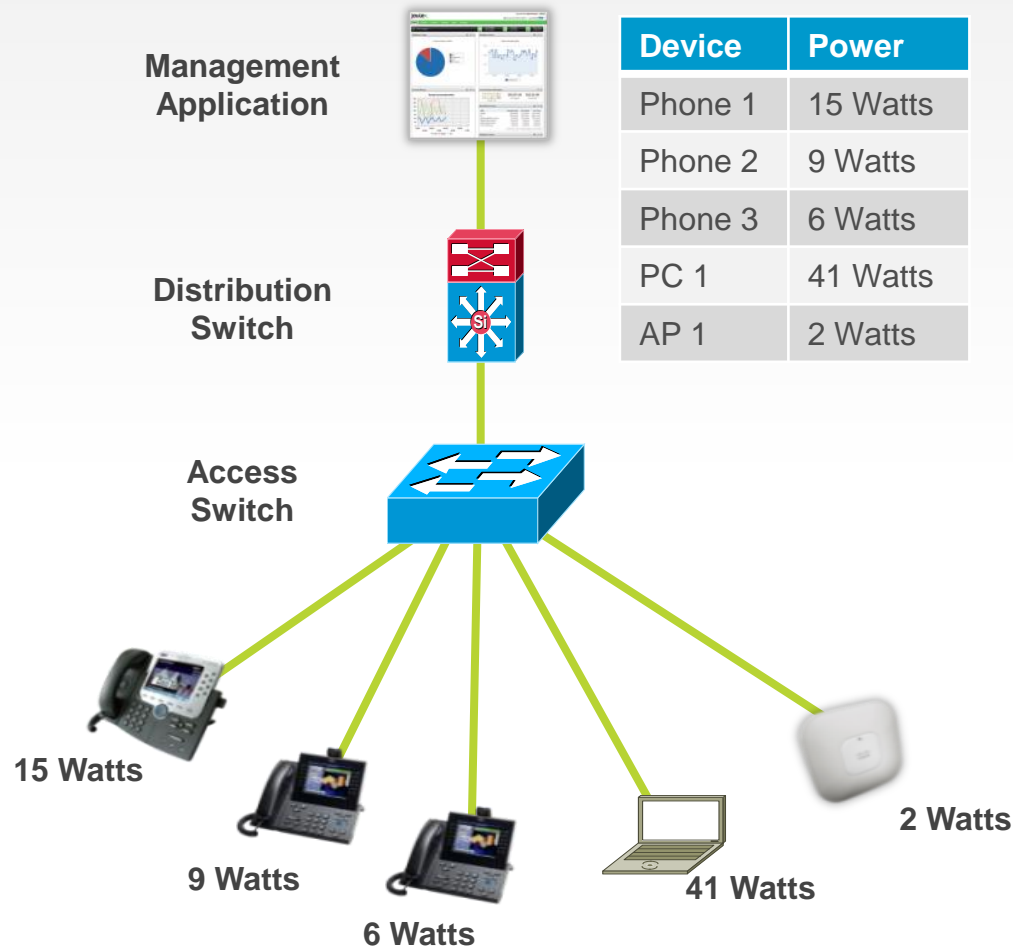 Management
Application
Device Power
Phone 1 15 Watts
Phone 2 9 Watts
Phone 3 6 Watts
PC 1 41 Watts
AP 1 2 Watts
Distribution
Switch
Si
Access
Switch
15 Watts
9 Watts
6 Watts
41 Watts
2 Watts